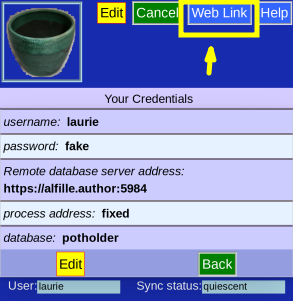 Edit Cancel Web Link Help
Your Credentials
username: laurie
password: fake
Remote database server address:
https://alfille.author:5984
process address: fixed
database: potholder
Edit Back
User: laurie Sync status: quiescent